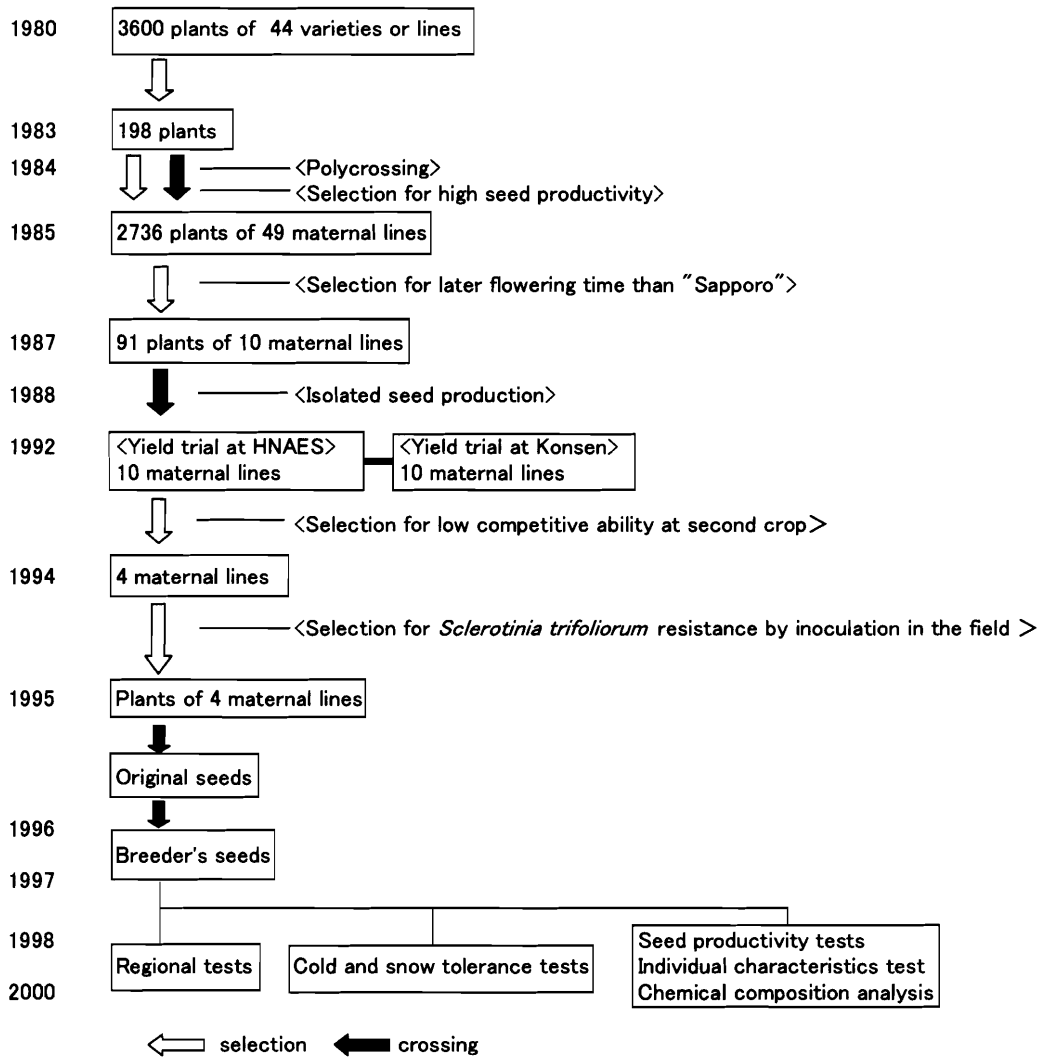 1980
3600 plants of 44 varieties or lines
1983
198 plants
1984
<Polycrossing>
<Selection for high seed productivity>
1985
2736 plants of 49 maternal lines
<Selection for later flowering time than "Sapporo">
1987
91 plants of 10 maternal lines
1988
<Isolated seed production>
1992
<Yield trial at HNAES>
10 maternal lines
<Yield trial at Konsen>
10 maternal lines
<Selection for low competitive ability at second crop>
1994
4 maternal lines
<Selection for Sclerotinia trifoliorum resistance by inoculation in the field >
1995
Plants of 4 maternal lines
Original seeds
1996
Breeder's seeds
1997
1998
Regional tests
Cold and snow tolerance tests
Seed productivity tests
Individual characteristics test
Chemical composition analysis
2000
selection
crossing